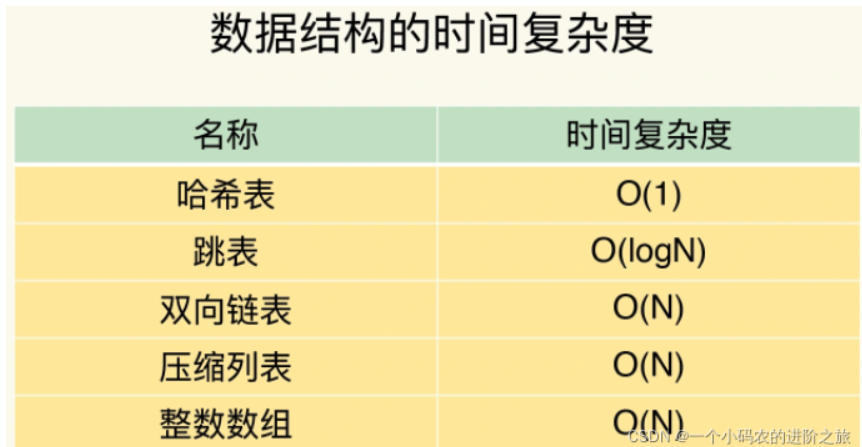 数据结构的时间复杂度
名称 时间复杂度
哈希表 O(1)
跳表 O(logN)
双向链表 O(N)
压缩列表 O(N)
整数数组 O(N)
CSDN @一个小码农的进阶之旅